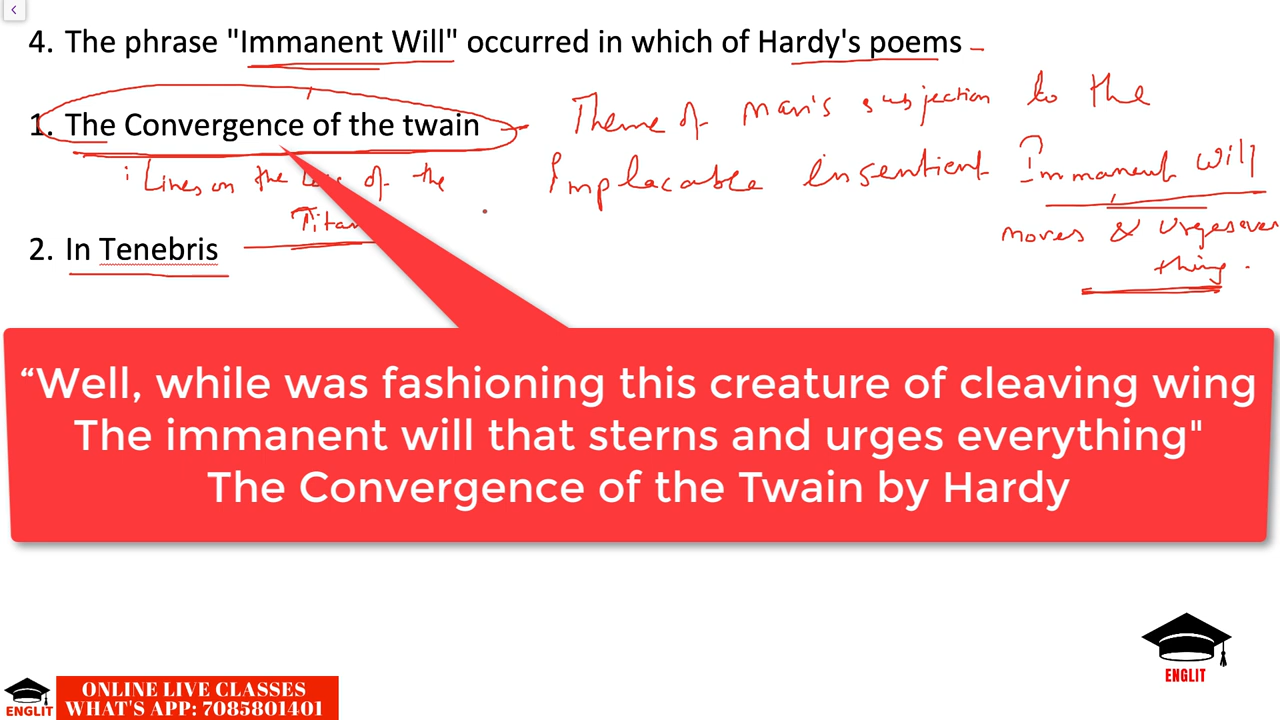 4. The phrase "Immanent Will" occurred in which of Hardy's poems -
1. The Convergence of the twain - Theme of Man's subjection to the
Implacable Insentient Immanent Will
: Lines on the of the
moves & Urges every
thing.
2. In Tenebris
“Well, while was fashioning this creature of cleaving wing
The immanent will that sterns and urges everything"
The Convergence of the Twain by Hardy
ENGLIT
ENGLIT
ONLINE LIVE CLASSES
WHAT'S APP: 7085801401